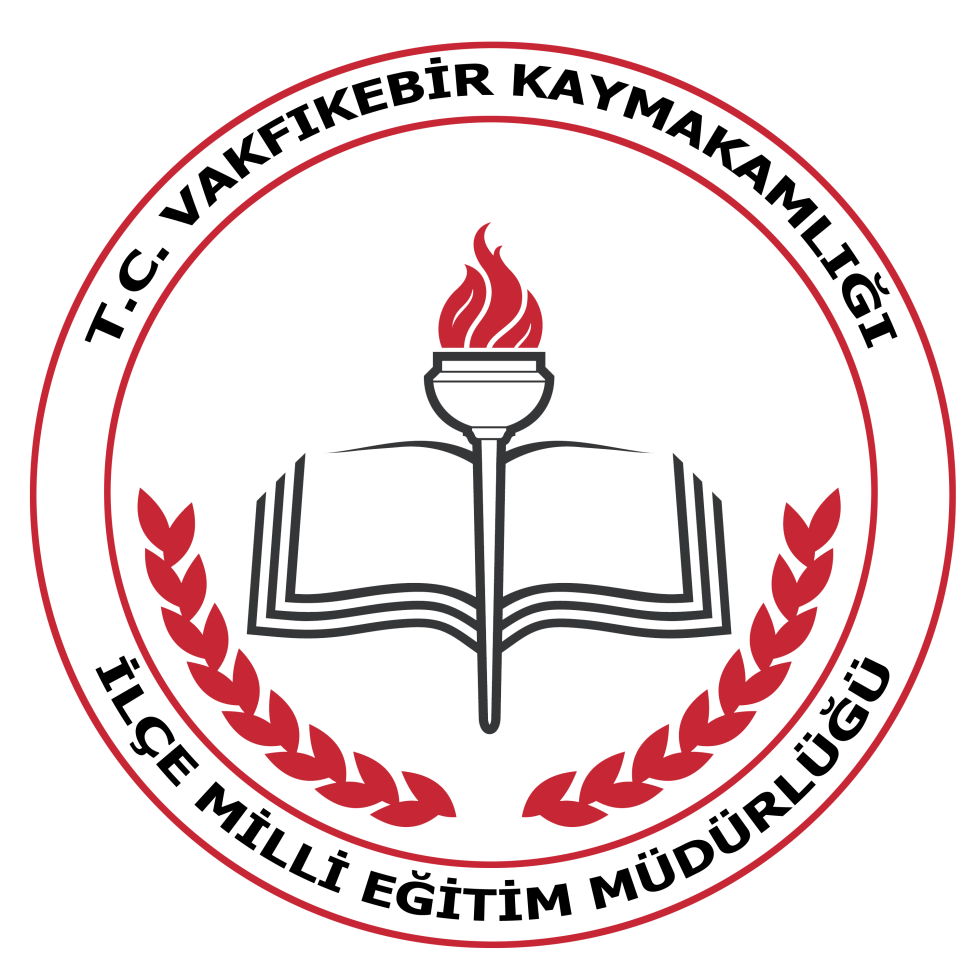 T.C. VAKFIKEBİR KAYMAKAMLIĞI
İLÇE MİLLİ EĞİTİM MÜDÜRLÜĞÜ